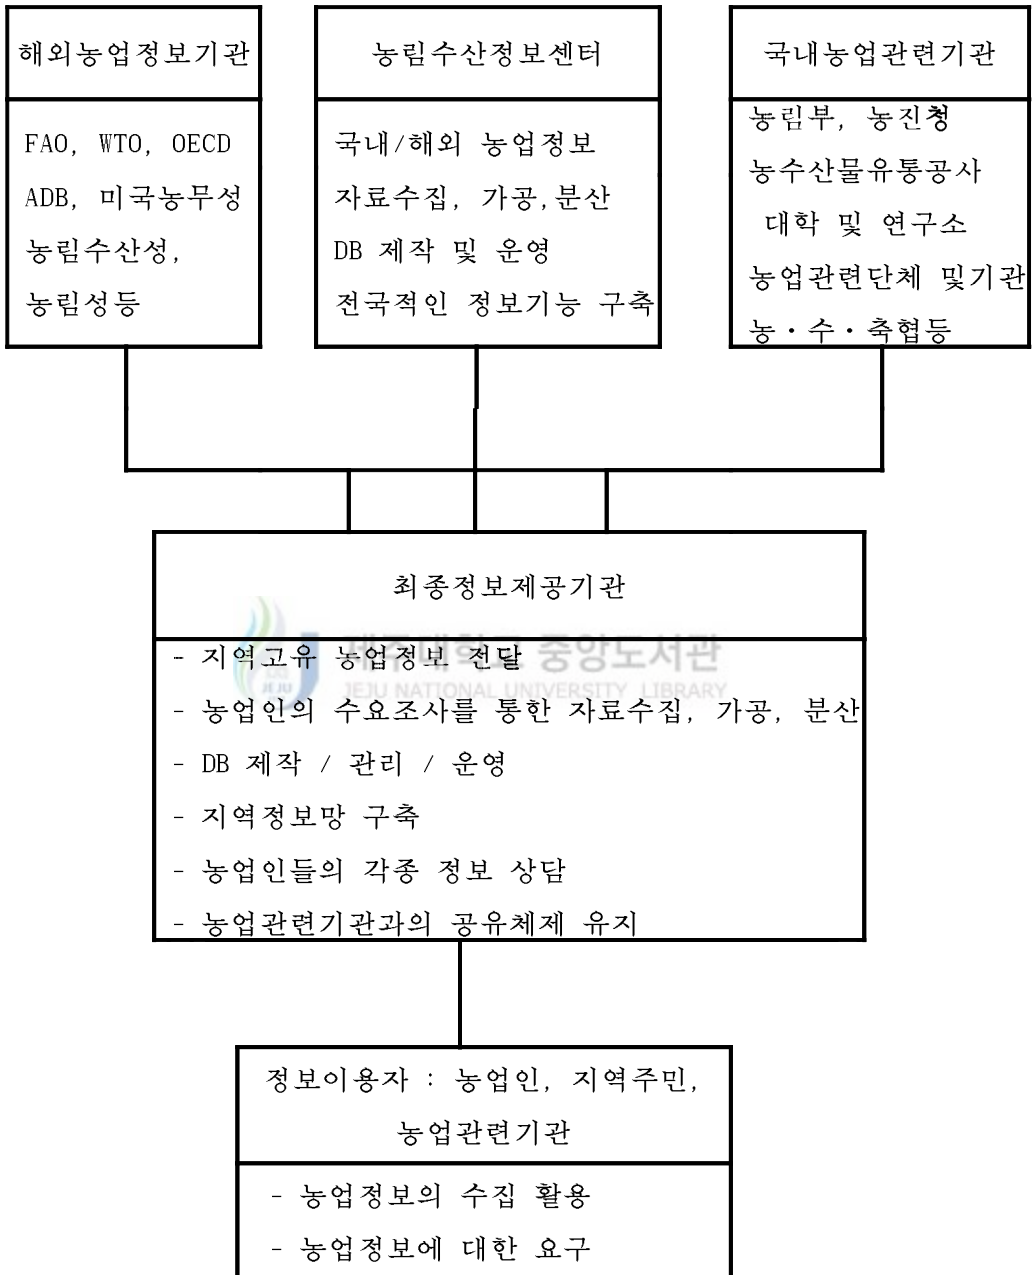 해외농업정보기관
FAO, WTO, OECD
ADB, 미국농무성
농림수산성,
농림성등
농림수산정보센터
국내/해외 농업정보
자료수집, 가공,분산
DB 제작 및 운영
전국적인 정보기능 구축
국내농업관련기관
농림부, 농진청
농수산물유통공사
대학 및 연구소
농업관련단체 및기관
농·수·축협등
최종정보제공기관
제주대학교 중앙도서관
JEJU NATIONAL UNIVERSITY LIBRARY
JEJU
- 지역고유 농업정보 전달
- 농업인의 수요조사를 통한 자료수집, 가공, 분산
- DB 제작 / 관리 / 운영
- 지역정보망 구축
- 농업인들의 각종 정보 상담
- 농업관련기관과의 공유체제 유지
정보이용자 : 농업인, 지역주민,
농업관련기관
- 농업정보의 수집 활용
- 농업정보에 대한 요구